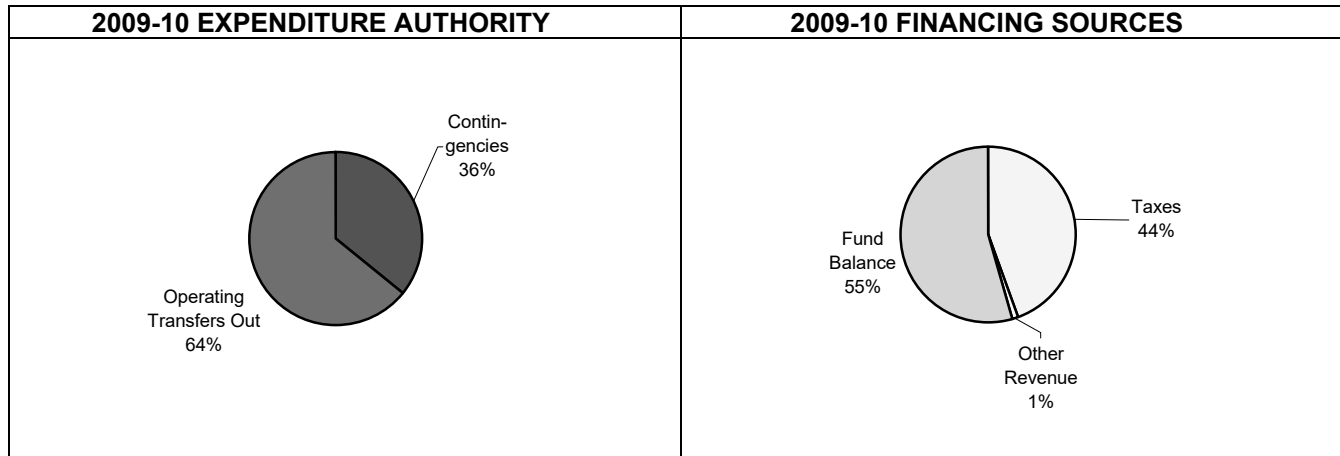 2009-10 EXPENDITURE AUTHORITY
2009-10 FINANCING SOURCES
Contin-
gencies
36%
Operating
Transfers Out
64%
Taxes
44%
Fund
Balance
55%
Other
Revenue
1%